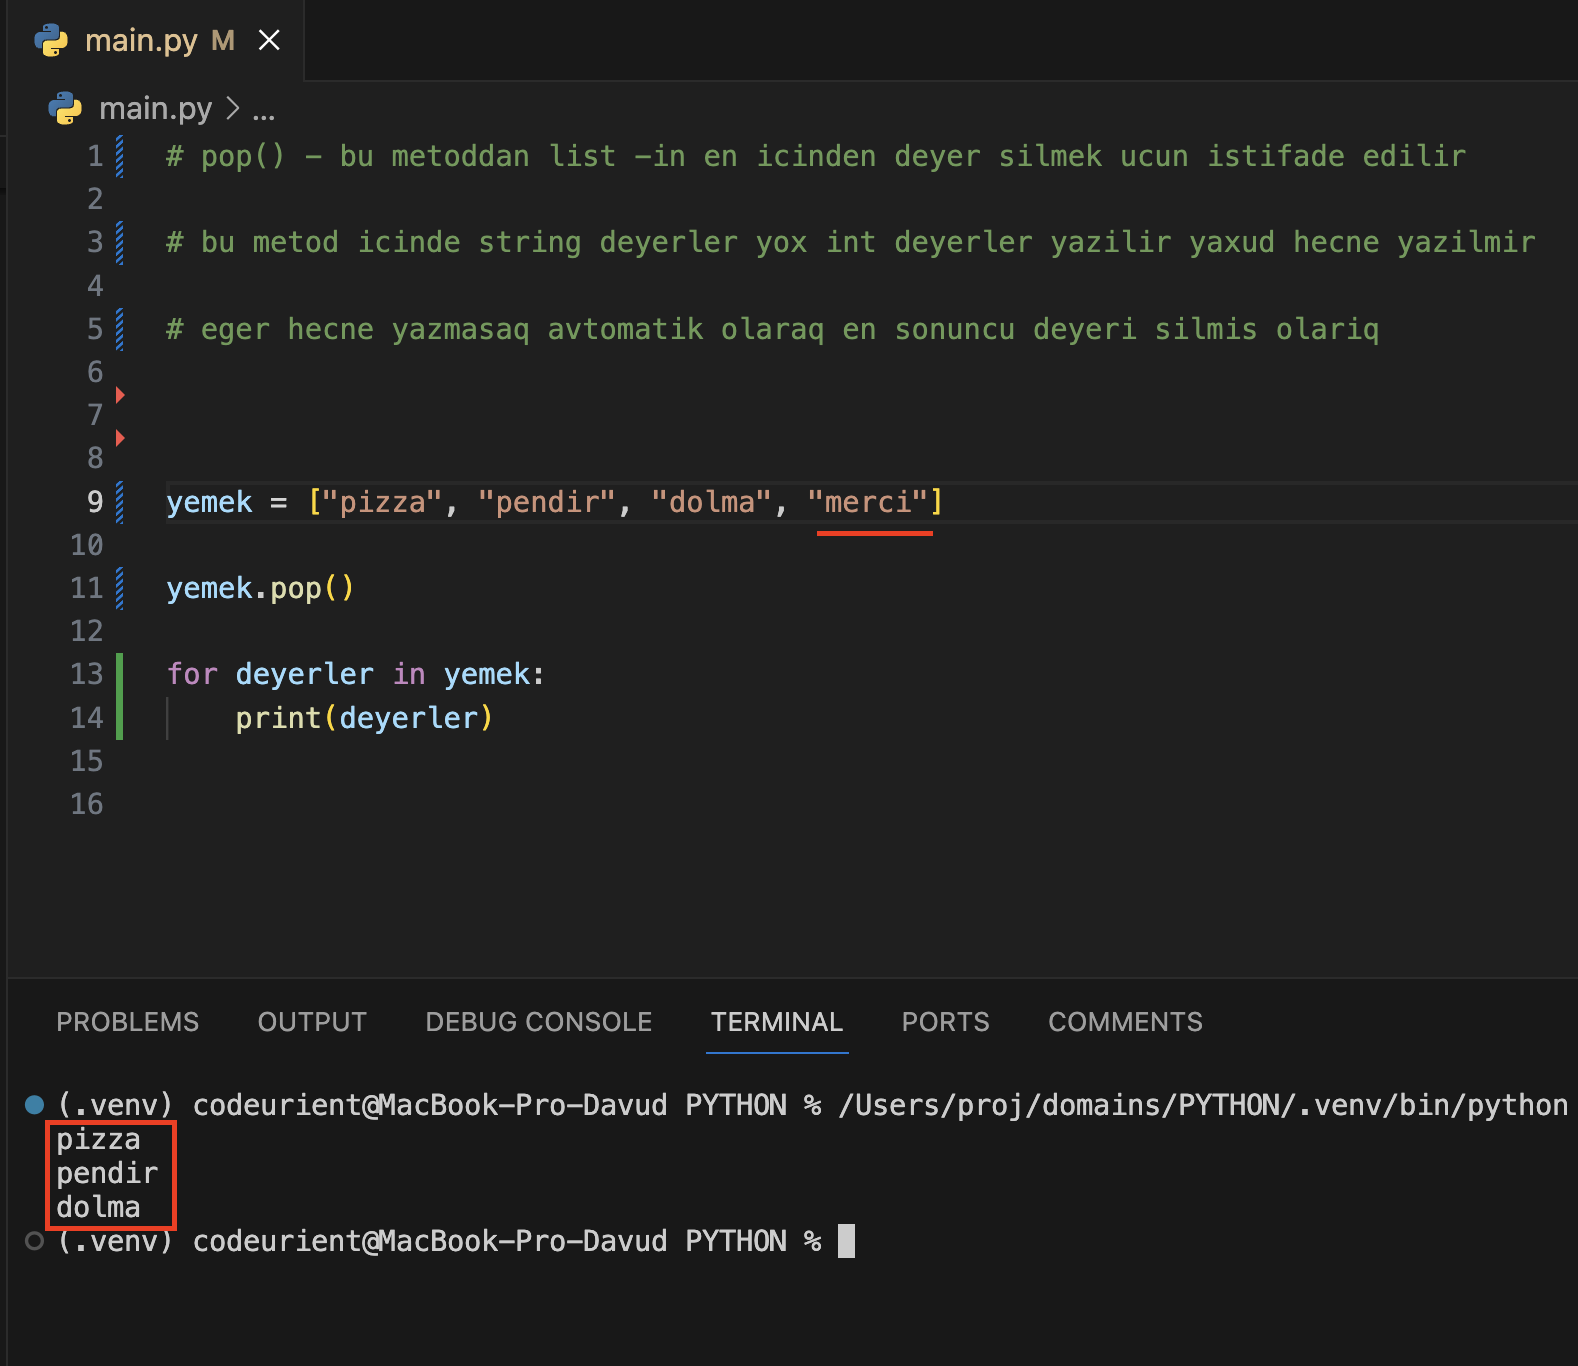 main.py M
main.py > ...
1 # pop() - bu metoddan list -in en icinden deyer silmek ucun istifade edilir
2
3 # bu metod icinde string deyerler yox int deyerler yazilir yaxud hecne yazilmir
4
5 # eger hecne yazmasaq avtomatik olaraq en sonuncu deyeri silmis olariq
6
7
8
9 yemek = ["pizza", "pendir", "dolma", "merci"]
10
11 yemek.pop()
12
13 for deyerler in yemek:
14     print(deyerler)
15
16
PROBLEMS OUTPUT DEBUG CONSOLE TERMINAL PORTS COMMENTS
(.venv) codeurient@MacBook-Pro-Davud PYTHON % /Users/proj/domains/PYTHON/.venv/bin/python
pizza
pendir
dolma
(.venv) codeurient@MacBook-Pro-Davud PYTHON %